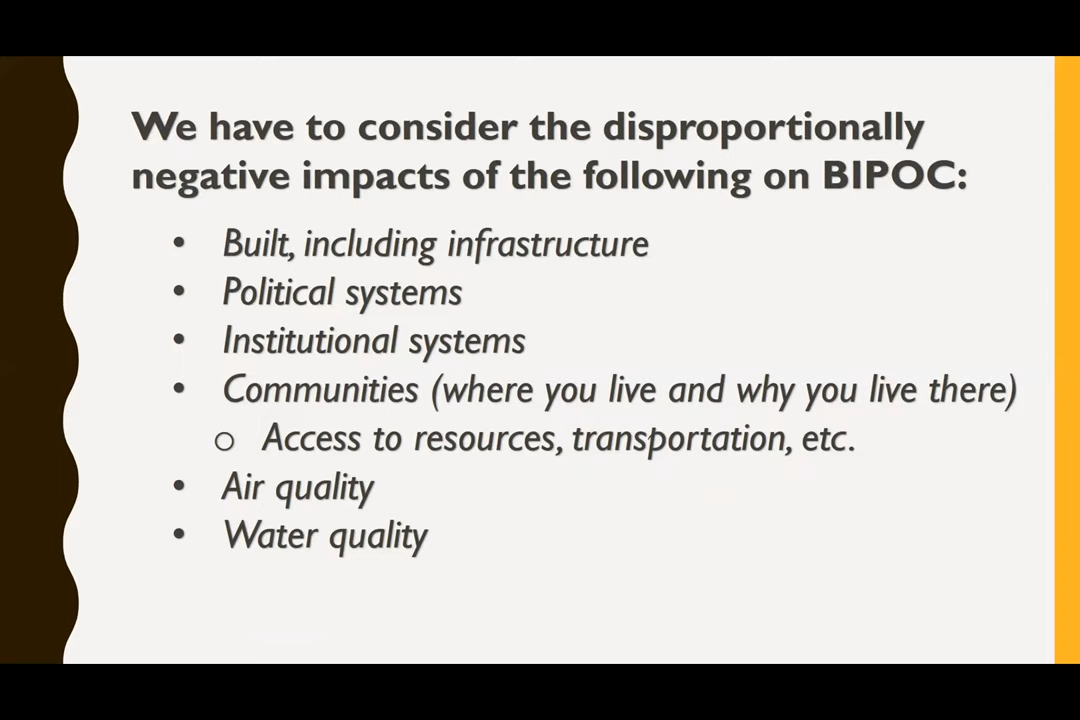 We have to consider the disproportionally
negative impacts of the following on BIPOC:
• Built, including infrastructure
• Political systems
• Institutional systems
• Communities (where you live and why you live there)
o Access to resources, transportation, etc.
• Air quality
• Water quality